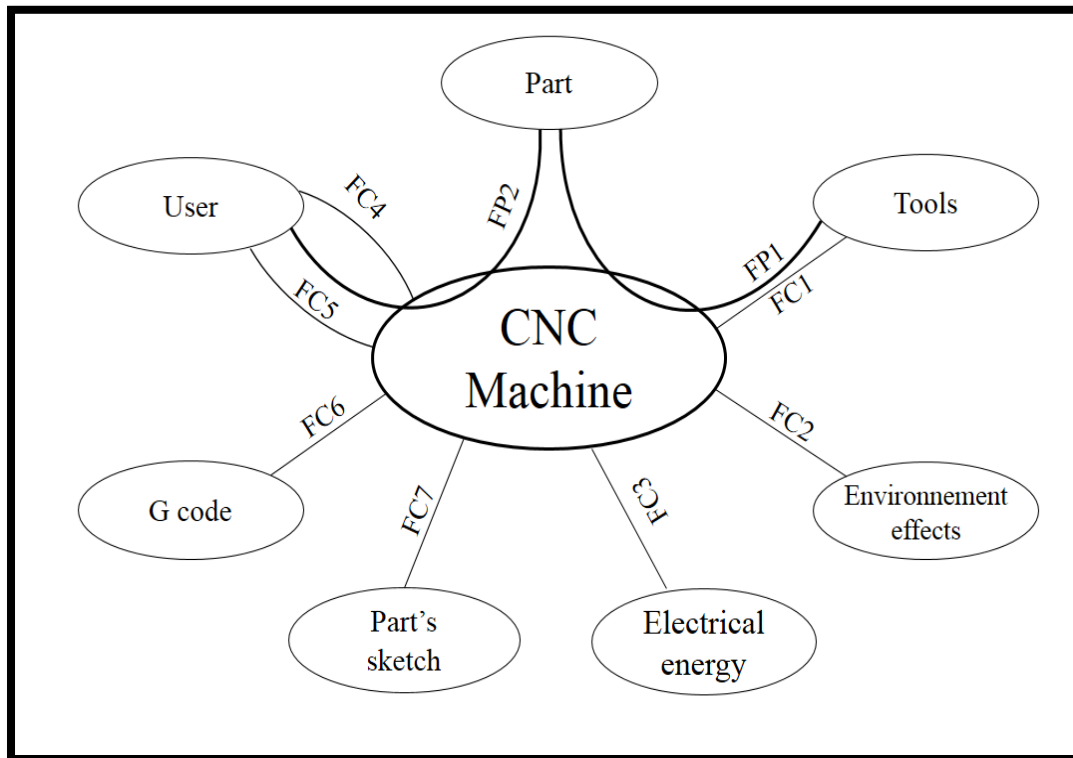 Part
User
Tools
FC4
FP2
FP1
FC1
FC5
CNC
Machine
FC6
FC2
G code
FC7
FC3
Environnement
effects
Part’s
sketch
Electrical
energy